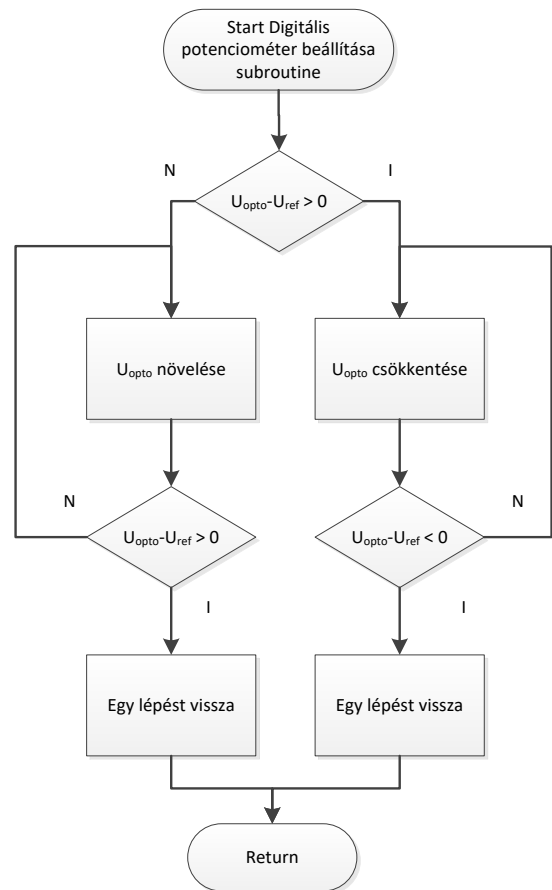 Start Digitális
potenciométer beállítása
subroutine
N
I
Uopto-Uref > 0
Uopto növelése
Uopto csökkentése
N
Uopto-Uref > 0
Uopto-Uref < 0
N
I
I
Egy lépést vissza
Egy lépést vissza
Return